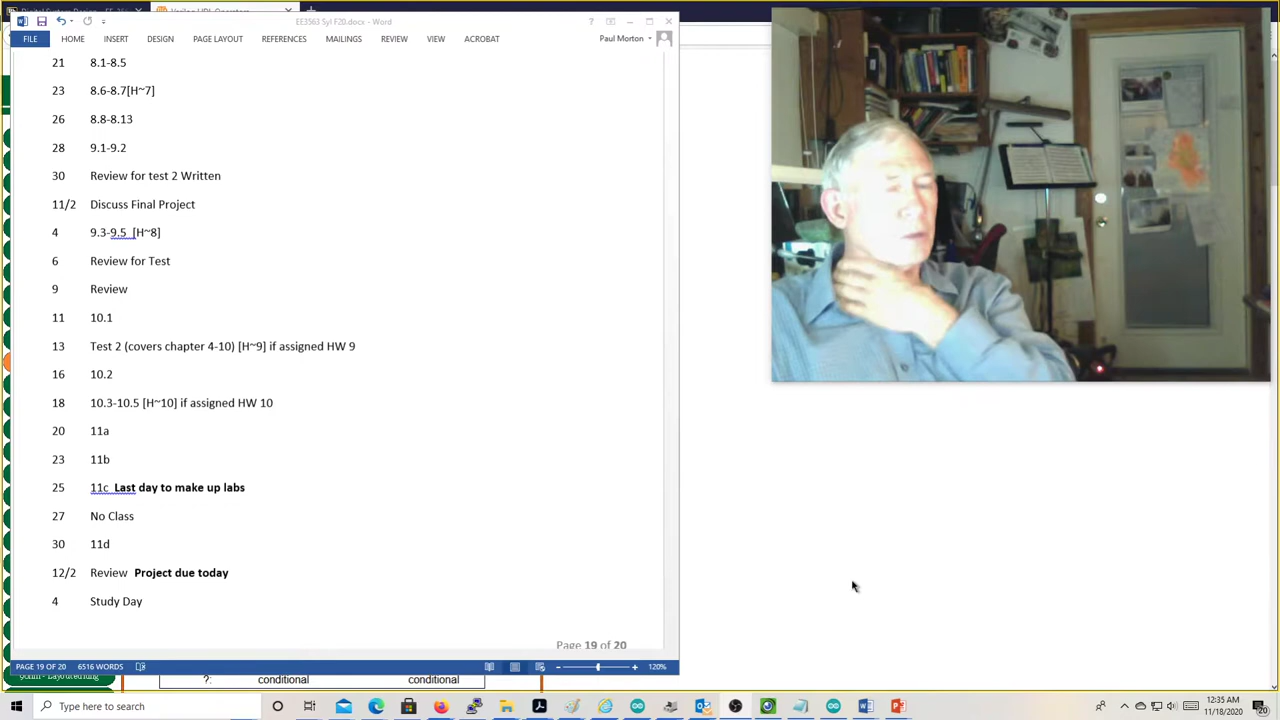 EE3563 Syl F20.docx - Word
FILE HOME INSERT DESIGN PAGE LAYOUT REFERENCES MAILINGS REVIEW VIEW ACROBAT
Paul Morton
21 8.1-8.5
23 8.6-8.7[H~7]
26 8.8-8.13
28 9.1-9.2
30 Review for test 2 Written
11/2 Discuss Final Project
4 9.3-9.5 [H~8]
6 Review for Test
9 Review
11 10.1
13 Test 2 (covers chapter 4-10) [H~9] if assigned HW 9
16 10.2
18 10.3-10.5 [H~10] if assigned HW 10
20 11a
23 11b
25 11c Last day to make up labs
27 No Class
30 11d
12/2 Review Project due today
4 Study Day
Page 19 of 20
PAGE 19 OF 20 6516 WORDS
120%
?: conditional conditional
Type here to search
12:35 AM
11/18/2020
20